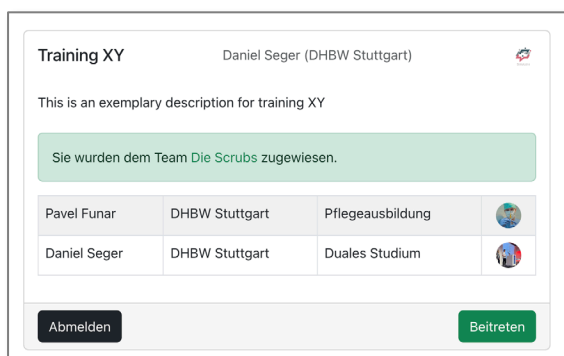 Training XY Daniel Seger (DHBW Stuttgart)
This is an exemplary description for training XY
Sie wurden dem Team Die Scrubs zugewiesen.
Pavel Funar DHBW Stuttgart Pflegeausbildung
Daniel Seger DHBW Stuttgart Duales Studium
Abmelden Beitreten